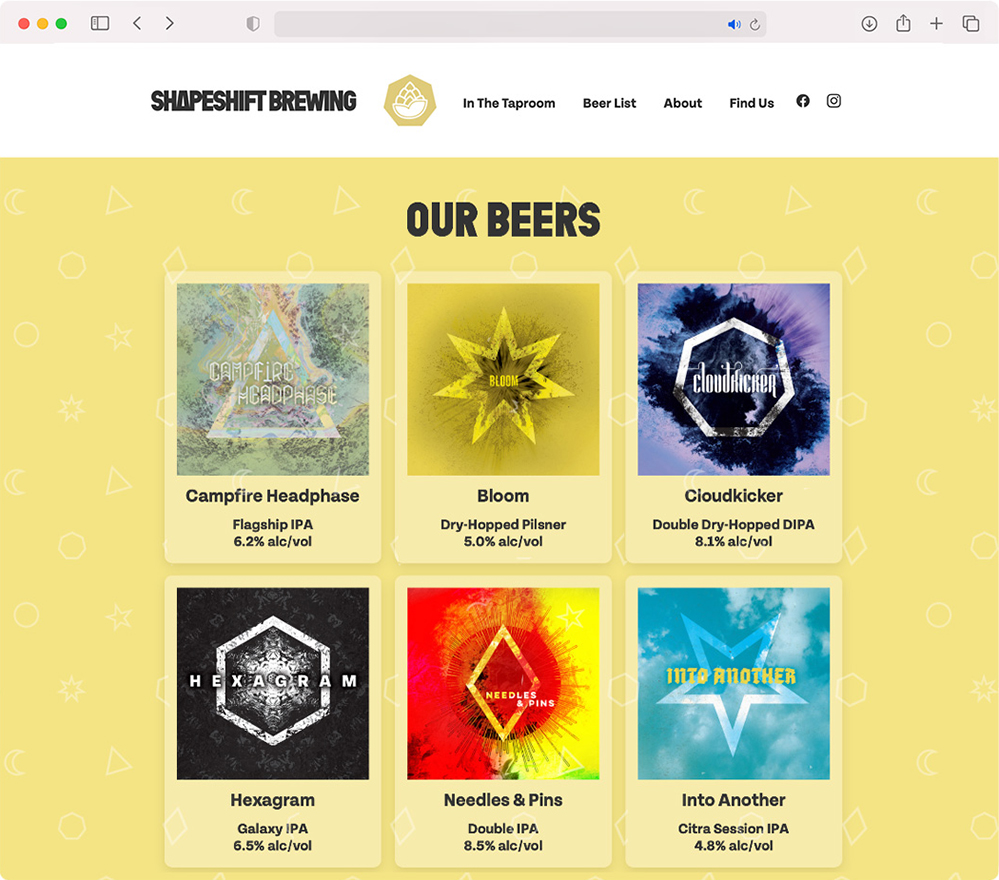 SHAPESHIFT BREWING
In The Taproom
Beer List
About
Find Us
OUR BEERS
CAMPFIRE
HEADPHASE
Campfire Headphase
Flagship IPA
6.2% alc/vol
BLOOM
Bloom
Dry-Hopped Pilsner
5.0% alc/vol
cloudkicker
Cloudkicker
Double Dry-Hopped DIPA
8.1% alc/vol
HEXAGRAM
Hexagram
Galaxy IPA
6.5% alc/vol
NEEDLES
& PINS
Needles & Pins
Double IPA
8.5% alc/vol
INTO ANOTHER
Into Another
Citra Session IPA
4.8% alc/vol